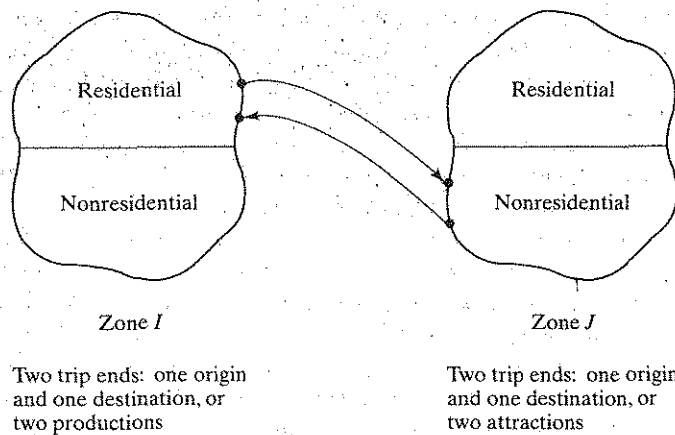 Residential
Nonresidential
Zone I
Two trip ends: one origin
and one destination, or
two productions
Residential
Nonresidential
Zone J
Two trip ends: one origin
and one destination, or
two attractions